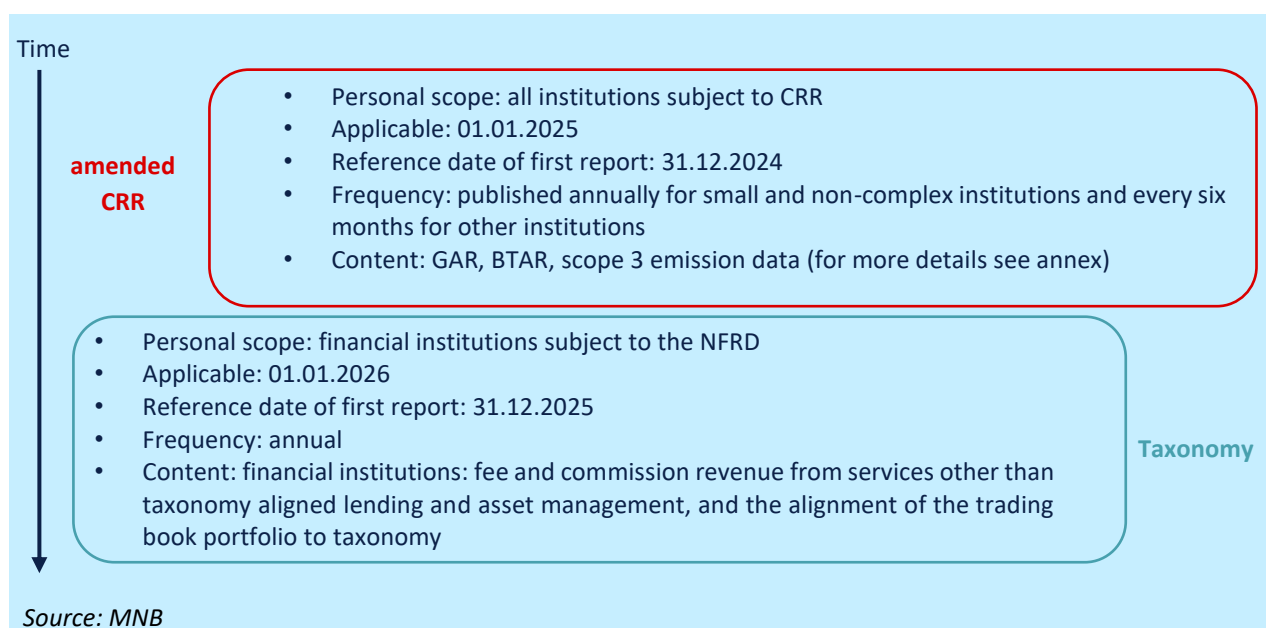 Time
amended
CRR
• Personal scope: all institutions subject to CRR
• Applicable: 01.01.2025
• Reference date of first report: 31.12.2024
• Frequency: published annually for small and non-complex institutions and every six
months for other institutions
• Content: GAR, BTAR, scope 3 emission data (for more details see annex)
• Personal scope: financial institutions subject to the NFRD
• Applicable: 01.01.2026
• Reference date of first report: 31.12.2025
• Frequency: annual
• Content: financial institutions: fee and commission revenue from services other than
taxonomy aligned lending and asset management, and the alignment of the trading
book portfolio to taxonomy
Taxonomy
Source: MNB